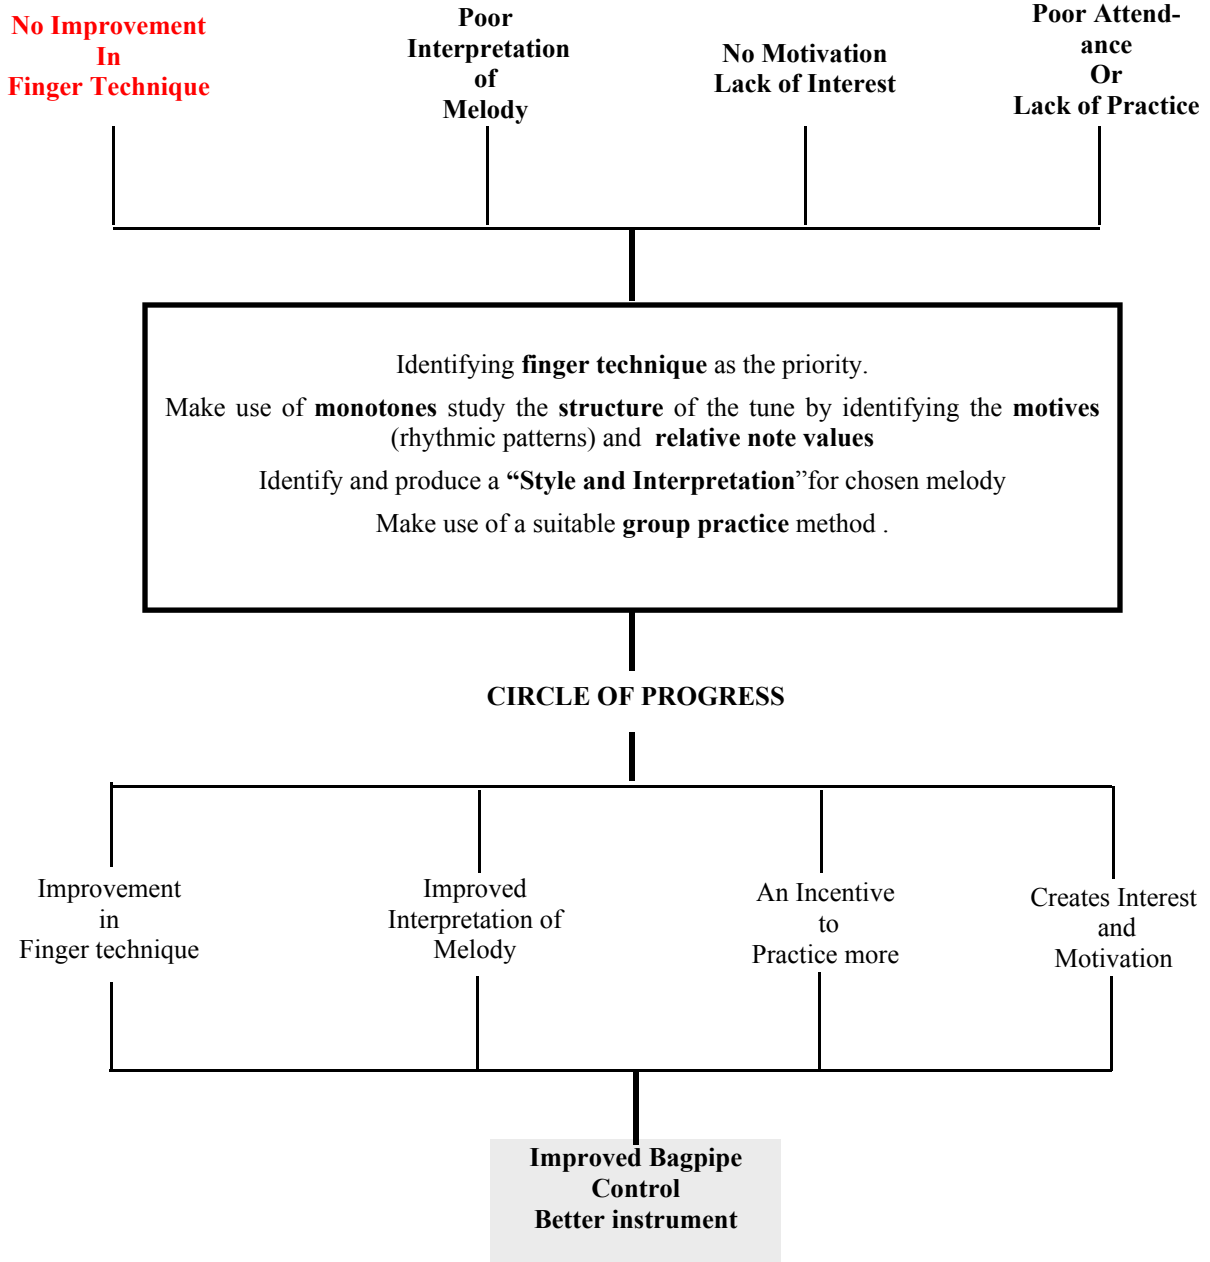 No Improvement
In
Finger Technique
Poor
Interpretation
of
Melody
No Motivation
Lack of Interest
Poor Attend-
ance
Or
Lack of Practice
Identifying finger technique as the priority.
Make use of monotones study the structure of the tune by identifying the motives
(rhythmic patterns) and relative note values
Identify and produce a “Style and Interpretation”for chosen melody
Make use of a suitable group practice method .
CIRCLE OF PROGRESS
Improvement
in
Finger technique
Improved
Interpretation of
Melody
An Incentive
to
Practice more
Creates Interest
and
Motivation
Improved Bagpipe
Control
Better instrument